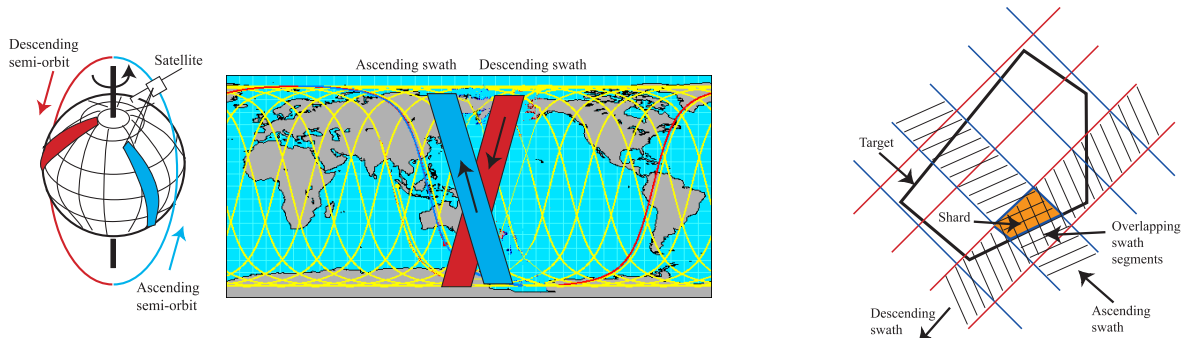 Descending
semi-orbit
Satellite
Ascending
semi-orbit
Ascending swath
Descending swath
Target
Shard
Overlapping
swath
segments
Descending
swath
Ascending
swath